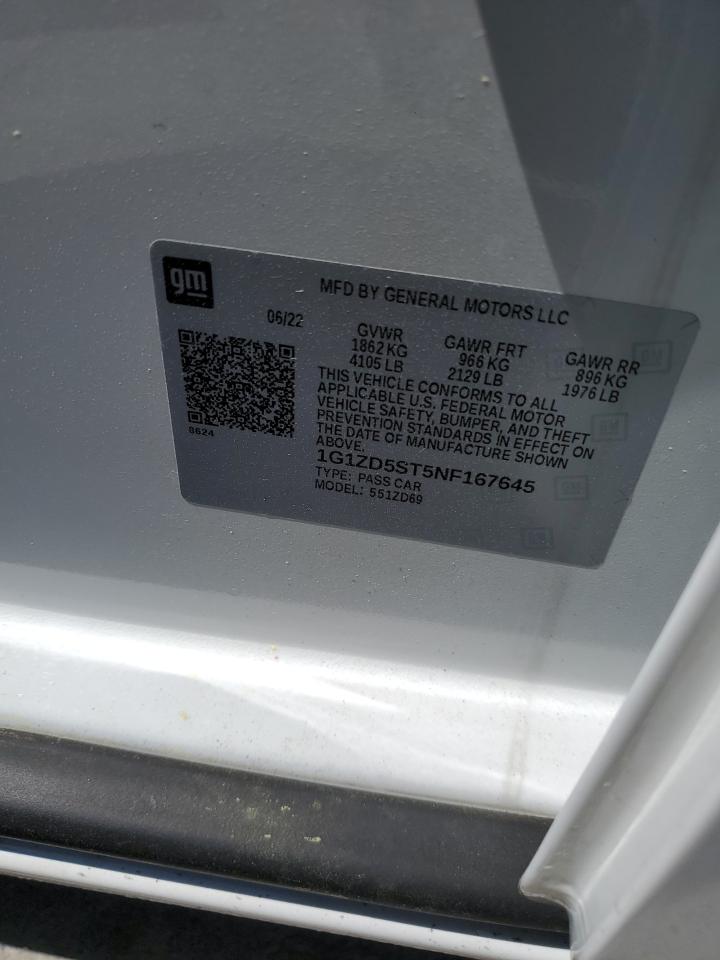 gm
MFD BY GENERAL MOTORS LLC
06/22
GVWR GAWR FRT GAWR RR
1862 KG 966 KG 896 KG
4105 LB 2129 LB 1976 LB
THIS VEHICLE CONFORMS TO ALL
APPLICABLE U.S. FEDERAL MOTOR
VEHICLE SAFETY, BUMPER, AND THEFT
PREVENTION STANDARDS IN EFFECT ON
THE DATE OF MANUFACTURE SHOWN
ABOVE.
8624
1G1ZD5ST5NF167645
TYPE: PASS CAR
MODEL: 551ZD69